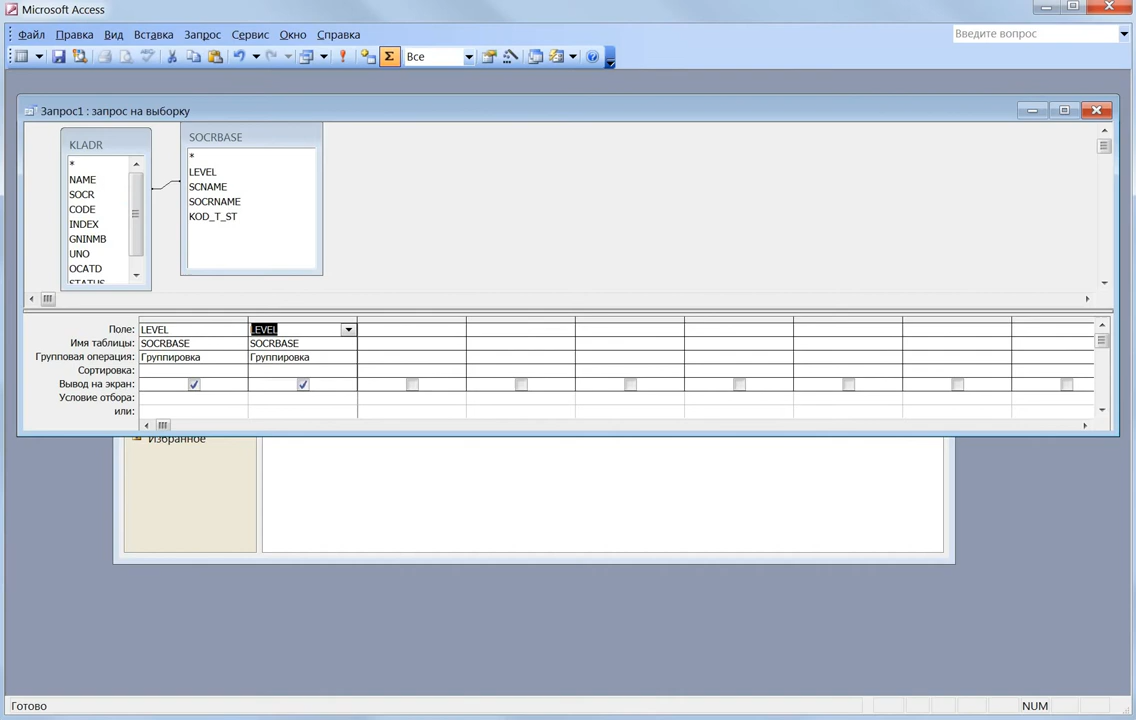 Microsoft Access
Файл Правка Вид Вставка Запрос Сервис Окно Справка
Введите вопрос
Σ Все
Запрос1 : запрос на выборку
KLADR
*
NAME
SOCR
CODE
INDEX
GNINMB
UNO
OCATD
STATUS
SOCRBASE
*
LEVEL
SCNAME
SOCRNAME
KOD_T_ST
Поле: LEVEL LEVEL
Имя таблицы: SOCRBASE SOCRBASE
Групповая операция: Группировка Группировка
Сортировка:
Вывод на экран:
Условие отбора:
или:
Избранное
Готово
NUM